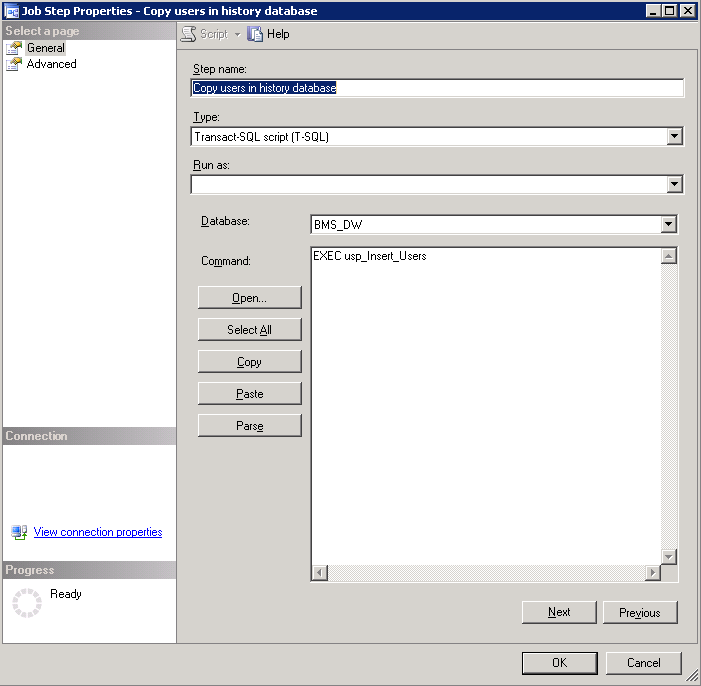 Job Step Properties - Copy users in history database
Select a page
General
Advanced
Script
Help
Step name:
Copy users in history database
Type:
Transact-SQL script (T-SQL)
Run as:
Database:
BMS_DW
Command:
EXEC usp_Insert_Users
Open...
Select All
Copy
Paste
Parse
Connection
View connection properties
Progress
Ready
Next
Previous
OK
Cancel